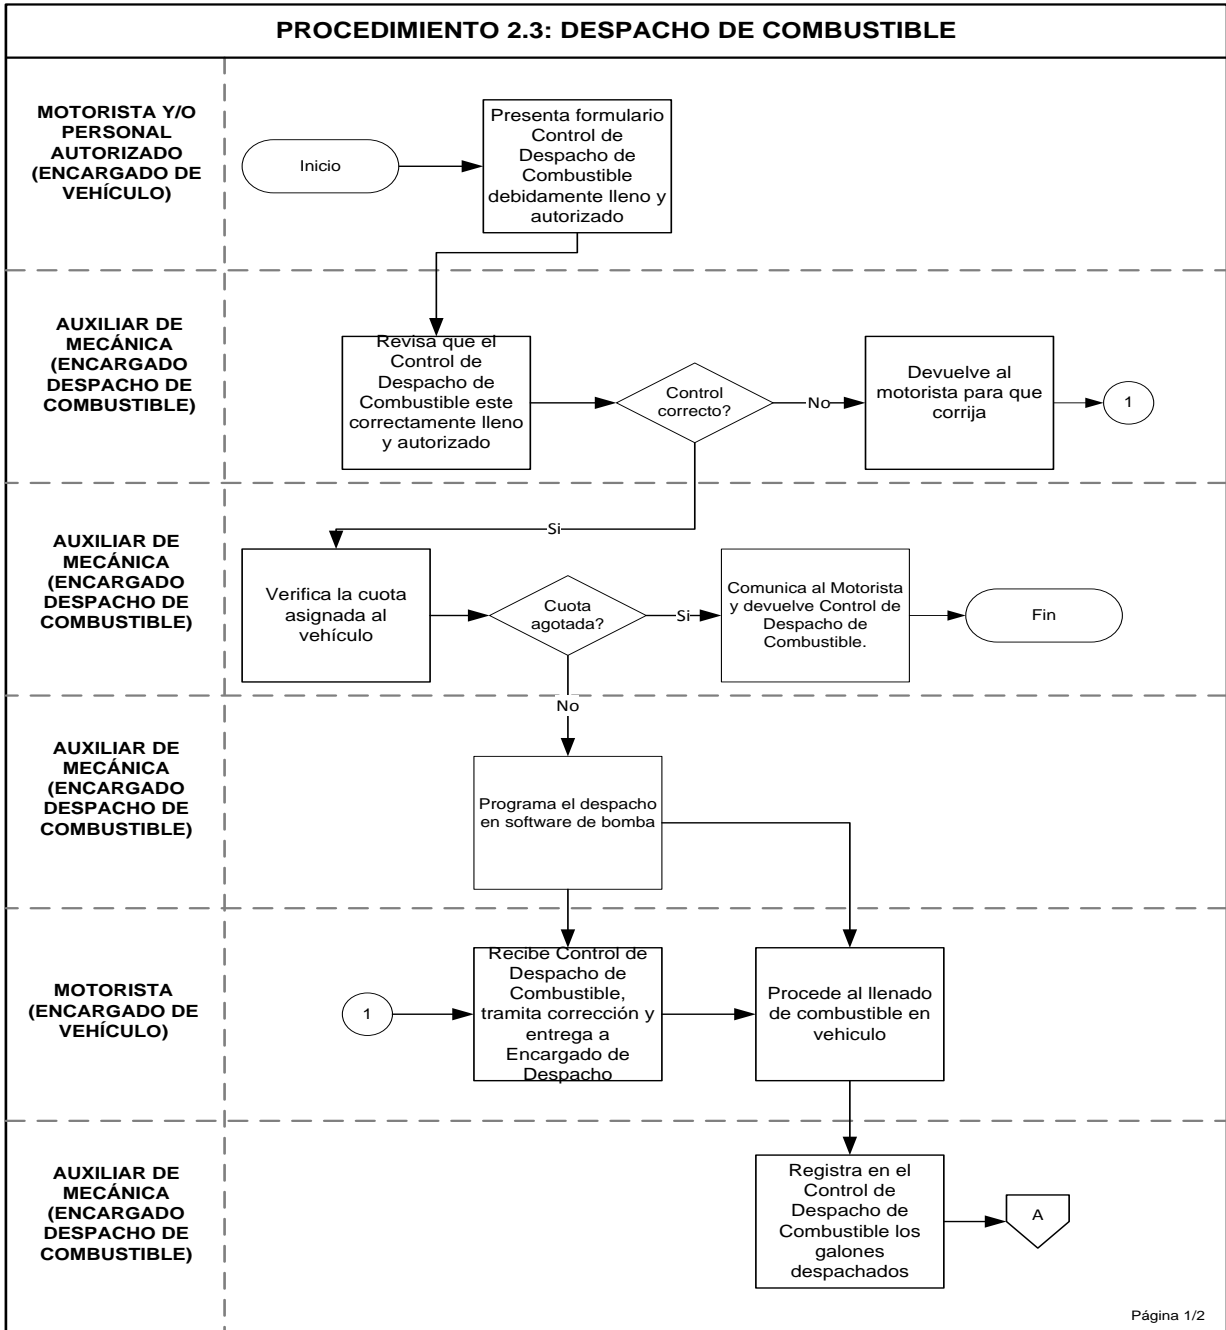 PROCEDIMIENTO 2.3: DESPACHO DE COMBUSTIBLE
MOTORISTA Y/O
PERSONAL
AUTORIZADO
(ENCARGADO DE
VEHÍCULO)
Inicio
Presenta formulario
Control de
Despacho de
Combustible
debidamente lleno y
autorizado
AUXILIAR DE
MECÁNICA
(ENCARGADO
DESPACHO DE
COMBUSTIBLE)
Revisa que el
Control de
Despacho de
Combustible este
correctamente lleno
y autorizado
Control
correcto?
No
Devuelve al
motorista para que
corrija
1
Si
AUXILIAR DE
MECÁNICA
(ENCARGADO
DESPACHO DE
COMBUSTIBLE)
Verifica la cuota
asignada al
vehículo
Cuota
agotada?
Si
Comunica al Motorista
y devuelve Control de
Despacho de
Combustible.
Fin
No
AUXILIAR DE
MECÁNICA
(ENCARGADO
DESPACHO DE
COMBUSTIBLE)
Programa el despacho
en software de bomba
MOTORISTA
(ENCARGADO DE
VEHÍCULO)
1
Recibe Control de
Despacho de
Combustible,
tramita corrección y
entrega a
Encargado de
Despacho
Procede al llenado
de combustible en
vehiculo
AUXILIAR DE
MECÁNICA
(ENCARGADO
DESPACHO DE
COMBUSTIBLE)
Registra en el
Control de
Despacho de
Combustible los
galones
despachados
A
Página 1/2